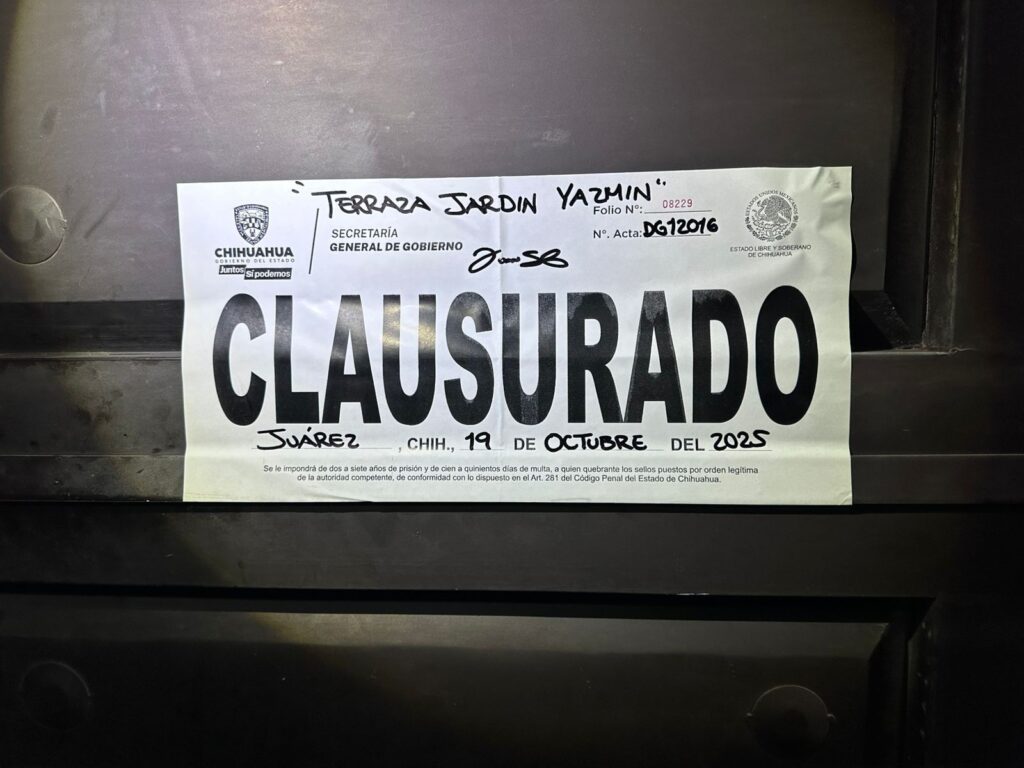 "TERRAZA JARDIN YAZMIN"
CHIHUAHUA
GOBIERNO DEL ESTADO
Juntos Sí podemos
SECRETARÍA
GENERAL DE GOBIERNO
Folio N°: 08229
N°. Acta: DG12016
ESTADOS UNIDOS MEXICANOS
ESTADO LIBRE Y SOBERANO
DE CHIHUAHUA
CLAUSURADO
JUÁREZ, CHIH., 19 DE OCTUBRE DEL 2025
Se le impondrá de dos a siete años de prisión y de cien a quinientos días de multa, a quien quebrante los sellos puestos por orden legítima
de la autoridad competente, de conformidad con lo dispuesto en el Art. 281 del Código Penal del Estado de Chihuahua.